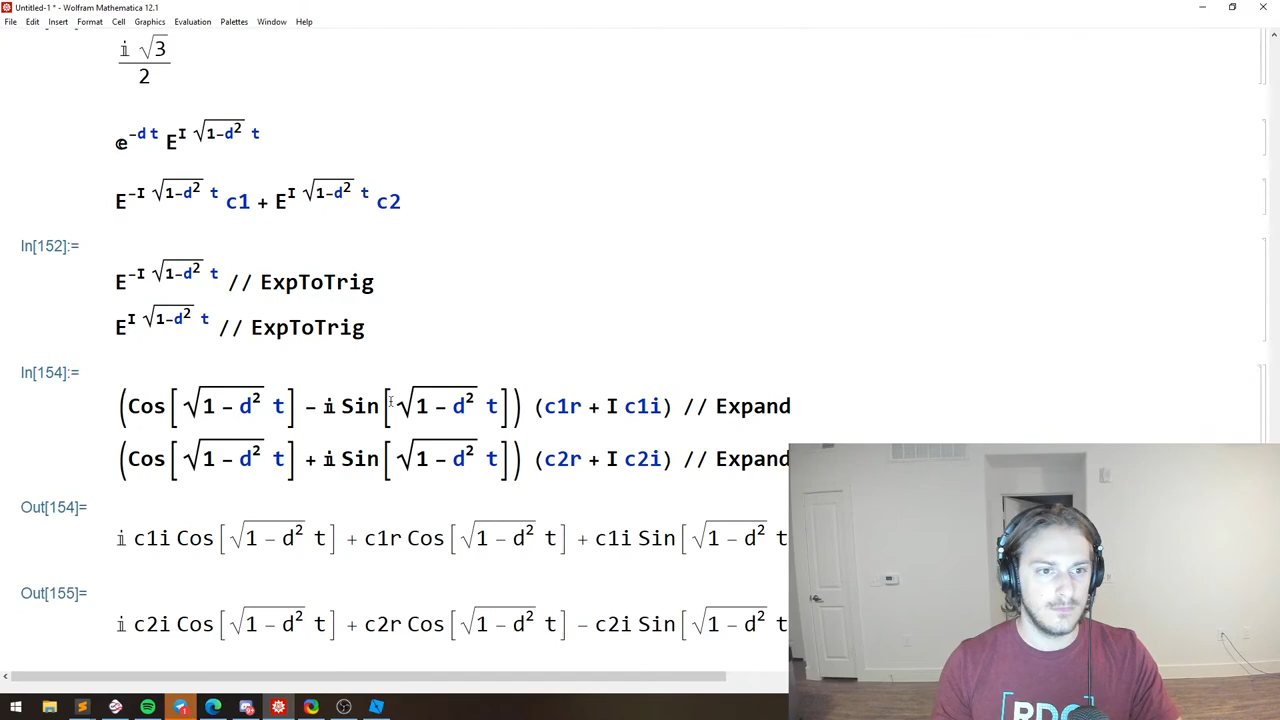 Untitled-1 * - Wolfram Mathematica 12.1
File Edit Insert Format Cell Graphics Evaluation Palettes Window Help
ⅈ √3
2
ⅇ^(-d t) E^(I √(1-d²) t)
E^(-I √(1-d²) t) c1 + E^(I √(1-d²) t) c2
In[152]:=
E^(-I √(1-d²) t) // ExpToTrig
E^(I √(1-d²) t) // ExpToTrig
In[154]:=
(Cos[√(1 - d²) t] - ⅈ Sin[√(1 - d²) t]) (c1r + I c1i) // Expand
(Cos[√(1 - d²) t] + ⅈ Sin[√(1 - d²) t]) (c2r + I c2i) // Expand
Out[154]=
ⅈ c1i Cos[√(1 - d²) t] + c1r Cos[√(1 - d²) t] + c1i Sin[√(1 - d²) t
Out[155]=
ⅈ c2i Cos[√(1 - d²) t] + c2r Cos[√(1 - d²) t] - c2i Sin[√(1 - d²) t